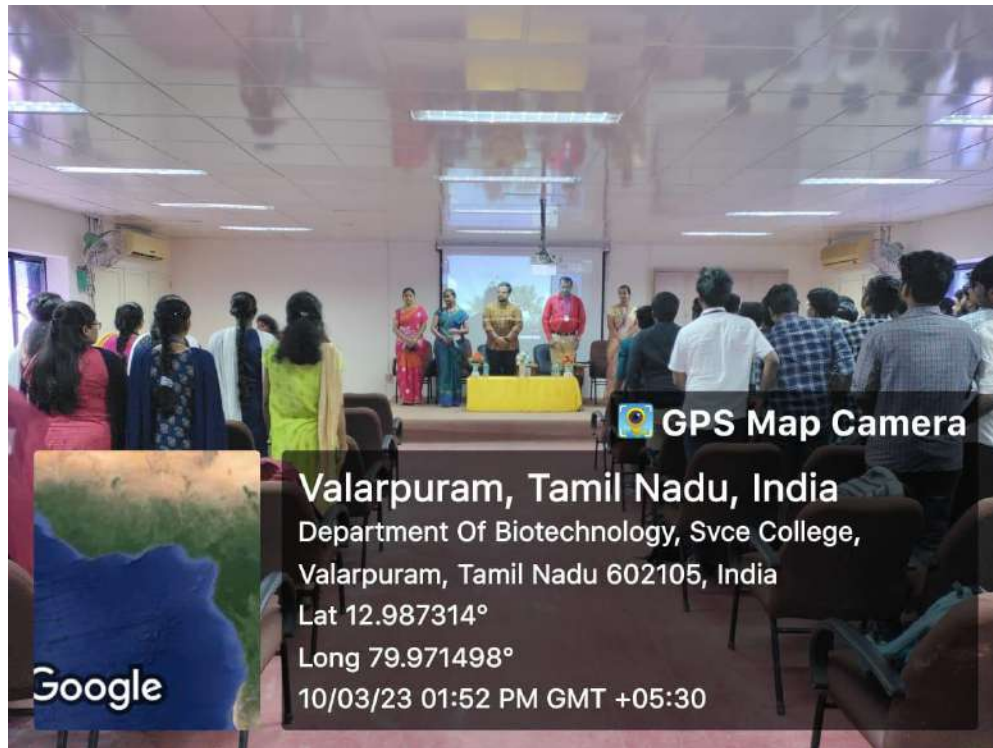 GPS Map Camera
Valarpuram, Tamil Nadu, India
Department Of Biotechnology, Svce College,
Valarpuram, Tamil Nadu 602105, India
Lat 12.987314°
Long 79.971498°
10/03/23 01:52 PM GMT +05:30
Google